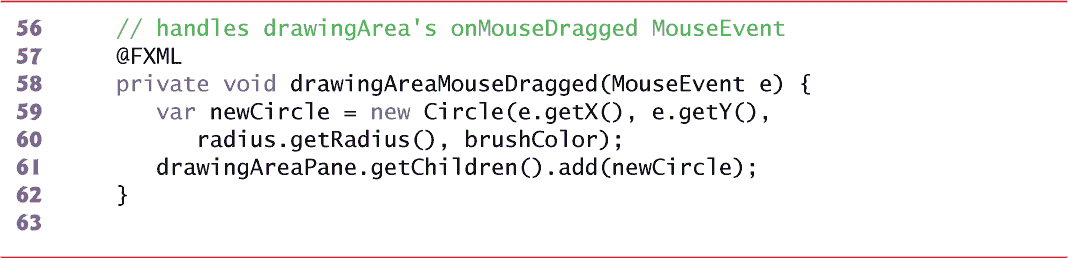 56 // handles drawingArea's onMouseDragged MouseEvent
57 @FXML
58 private void drawingAreaMouseDragged(MouseEvent e) {
59 var newCircle = new Circle(e.getX(), e.getY(),
60 radius.getRadius(), brushColor);
61 drawingAreaPane.getChildren().add(newCircle);
62 }
63